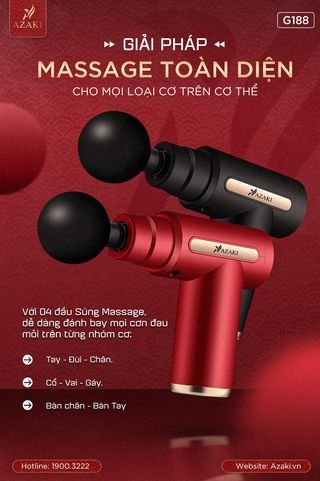 AZAKI
G188
GIẢI PHÁP
MASSAGE TOÀN DIỆN
CHO MỌI LOẠI CƠ TRÊN CƠ THỂ
AZAKI
AZAKI
Với 04 đầu Súng Massage,
dễ dàng đánh bay mọi cơn đau
mỏi trên từng nhóm cơ:
Tay - Đùi - Chân.
Cổ - Vai - Gáy.
Bàn chân - Bàn Tay
Hotline: 1900.3222
Website: Azaki.vn